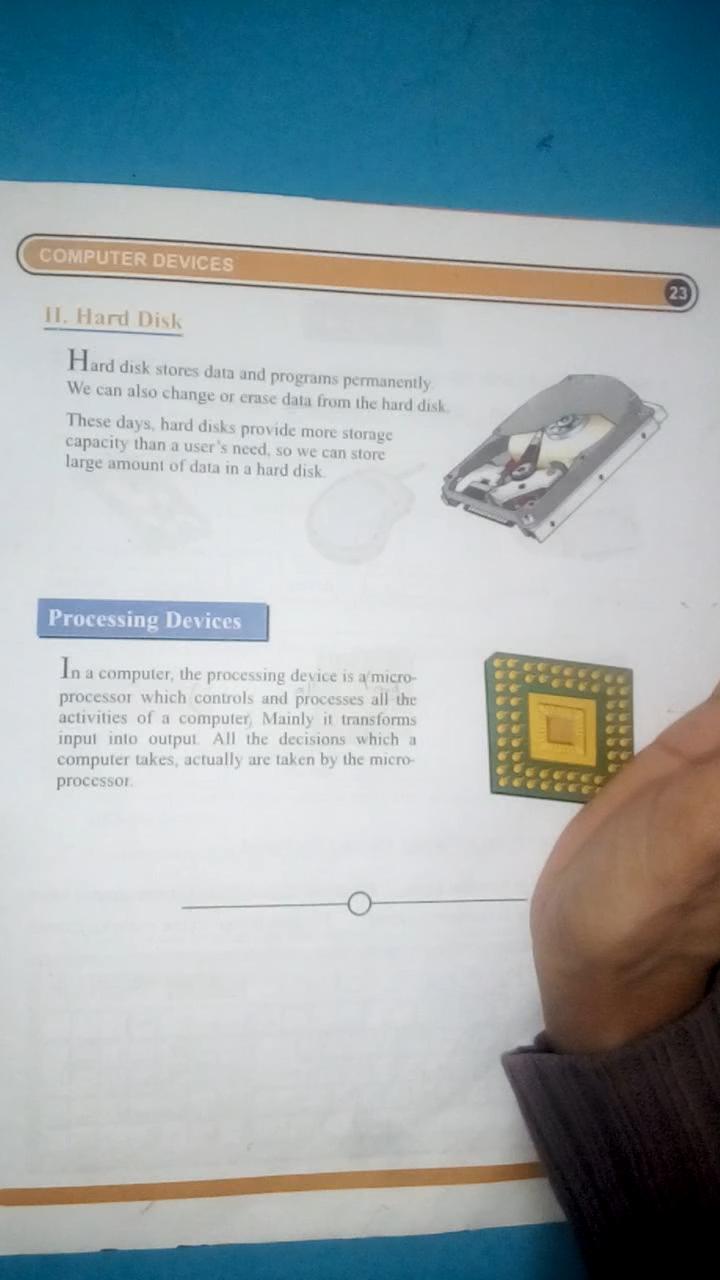 COMPUTER DEVICES
23
II. Hard Disk
Hard disk stores data and programs permanently.
We can also change or erase data from the hard disk.
These days, hard disks provide more storage
capacity than a user's need, so we can store
large amount of data in a hard disk.
Processing Devices
In a computer, the processing device is a micro-
processor which controls and processes all the
activities of a computer. Mainly it transforms
input into output. All the decisions which a
computer takes, actually are taken by the micro-
processor.